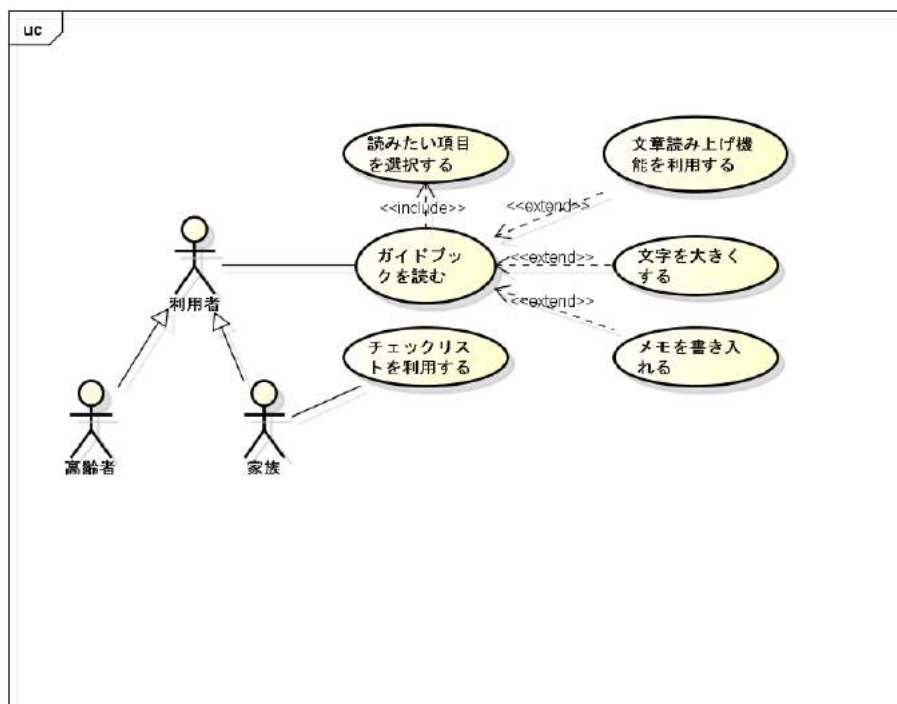 uc
読みたい項目
を選択する
文章読み上げ機
能を利用する
<<include>>
<<extend>>
利用者
ガイドブッ
クを読む
<<extend>>
文字を大きく
する
<<extend>>
チェックリス
トを利用する
メモを書き入
れる
高齢者
家族